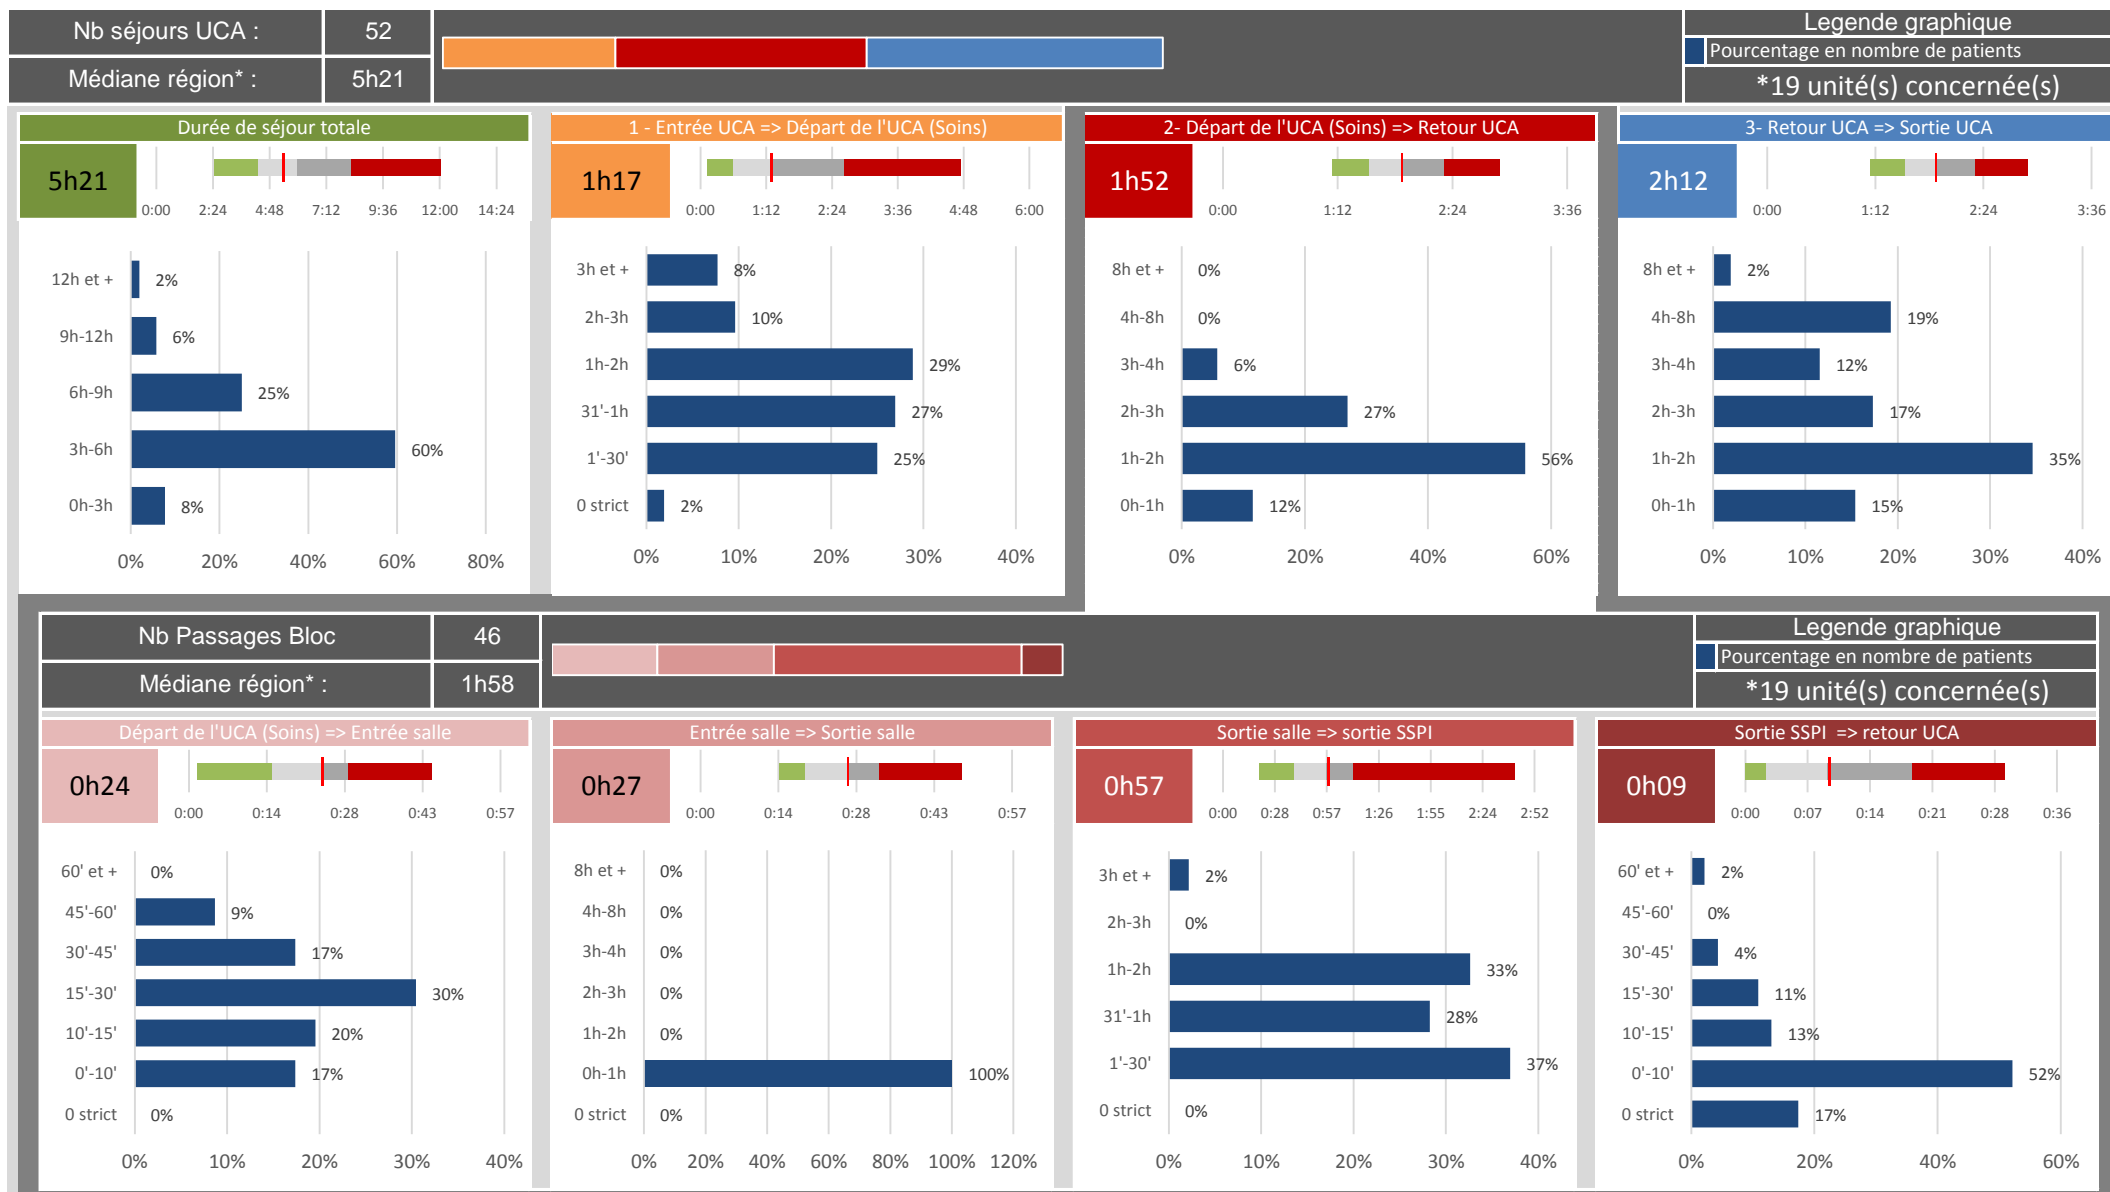 Nb séjours UCA : 52
Médiane région* : 5h21
Legende graphique
Pourcentage en nombre de patients
*19 unité(s) concernée(s)
Durée de séjour totale
5h21
0:00 2:24 4:48 7:12 9:36 12:00 14:24
12h et + 2%
9h-12h 6%
6h-9h 25%
3h-6h 60%
0h-3h 8%
0% 20% 40% 60% 80%
1 - Entrée UCA => Départ de l'UCA (Soins)
1h17
0:00 1:12 2:24 3:36 4:48 6:00
3h et + 8%
2h-3h 10%
1h-2h 29%
31'-1h 27%
1'-30' 25%
0 strict 2%
0% 10% 20% 30% 40%
2- Départ de l'UCA (Soins) => Retour UCA
1h52
0:00 1:12 2:24 3:36
8h et + 0%
4h-8h 0%
3h-4h 6%
2h-3h 27%
1h-2h 56%
0h-1h 12%
0% 20% 40% 60%
3- Retour UCA => Sortie UCA
2h12
0:00 1:12 2:24 3:36
8h et + 2%
4h-8h 19%
3h-4h 12%
2h-3h 17%
1h-2h 35%
0h-1h 15%
0% 10% 20% 30% 40%
Nb Passages Bloc 46
Médiane région* : 1h58
Legende graphique
Pourcentage en nombre de patients
*19 unité(s) concernée(s)
Départ de l'UCA (Soins) => Entrée salle
0h24
0:00 0:14 0:28 0:43 0:57
60' et + 0%
45'-60' 9%
30'-45' 17%
15'-30' 30%
10'-15' 20%
0'-10' 17%
0 strict 0%
0% 10% 20% 30% 40%
Entrée salle => Sortie salle
0h27
0:00 0:14 0:28 0:43 0:57
8h et + 0%
4h-8h 0%
3h-4h 0%
2h-3h 0%
1h-2h 0%
0h-1h 100%
0 strict 0%
0% 20% 40% 60% 80% 100% 120%
Sortie salle => sortie SSPI
0h57
0:00 0:28 0:57 1:26 1:55 2:24 2:52
3h et + 2%
2h-3h 0%
1h-2h 33%
31'-1h 28%
1'-30' 37%
0 strict 0%
0% 10% 20% 30% 40%
Sortie SSPI => retour UCA
0h09
0:00 0:07 0:14 0:21 0:28 0:36
60' et + 2%
45'-60' 0%
30'-45' 4%
15'-30' 11%
10'-15' 13%
0'-10' 52%
0 strict 17%
0% 20% 40% 60%